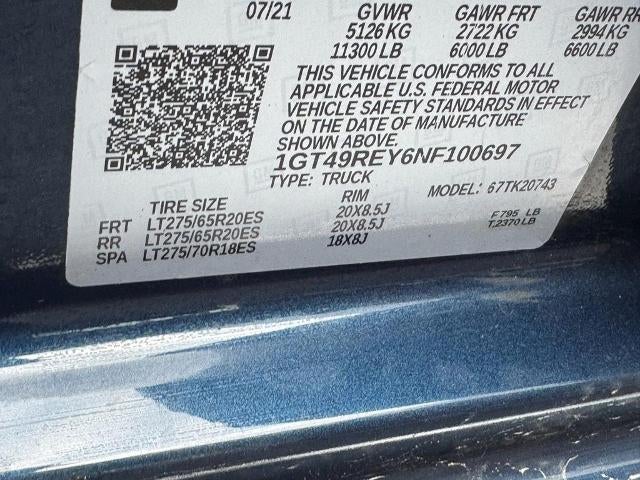 07/21 GVWR GAWR FRT GAWR RR
5126 KG 2722 KG 2994 KG
11300 LB 6000 LB 6600 LB
THIS VEHICLE CONFORMS TO ALL
APPLICABLE U.S. FEDERAL MOTOR
VEHICLE SAFETY STANDARDS IN EFFECT
ON THE DATE OF MANUFACTURE
SHOWN ABOVE.
1GT49REY6NF100697
TYPE: TRUCK MODEL: 67TK20743
TIRE SIZE RIM
FRT LT275/65R20ES 20X8.5J F.795 LB
RR LT275/65R20ES 20X8.5J T.2370 LB
SPA LT275/70R18ES 18X8J